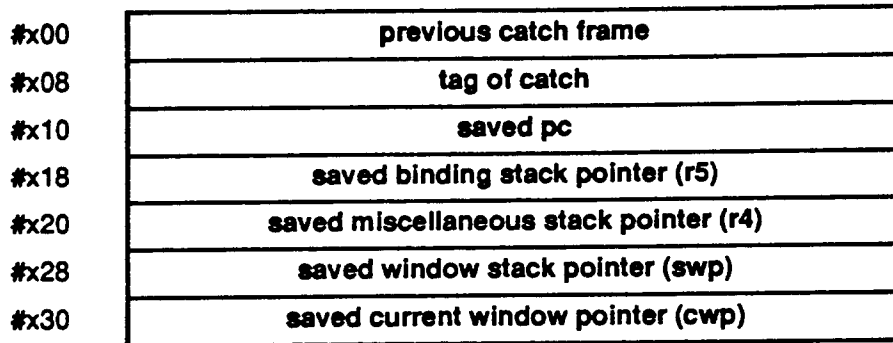 #x00 previous catch frame
#x08 tag of catch
#x10 saved pc
#x18 saved binding stack pointer (r5)
#x20 saved miscellaneous stack pointer (r4)
#x28 saved window stack pointer (swp)
#x30 saved current window pointer (cwp)